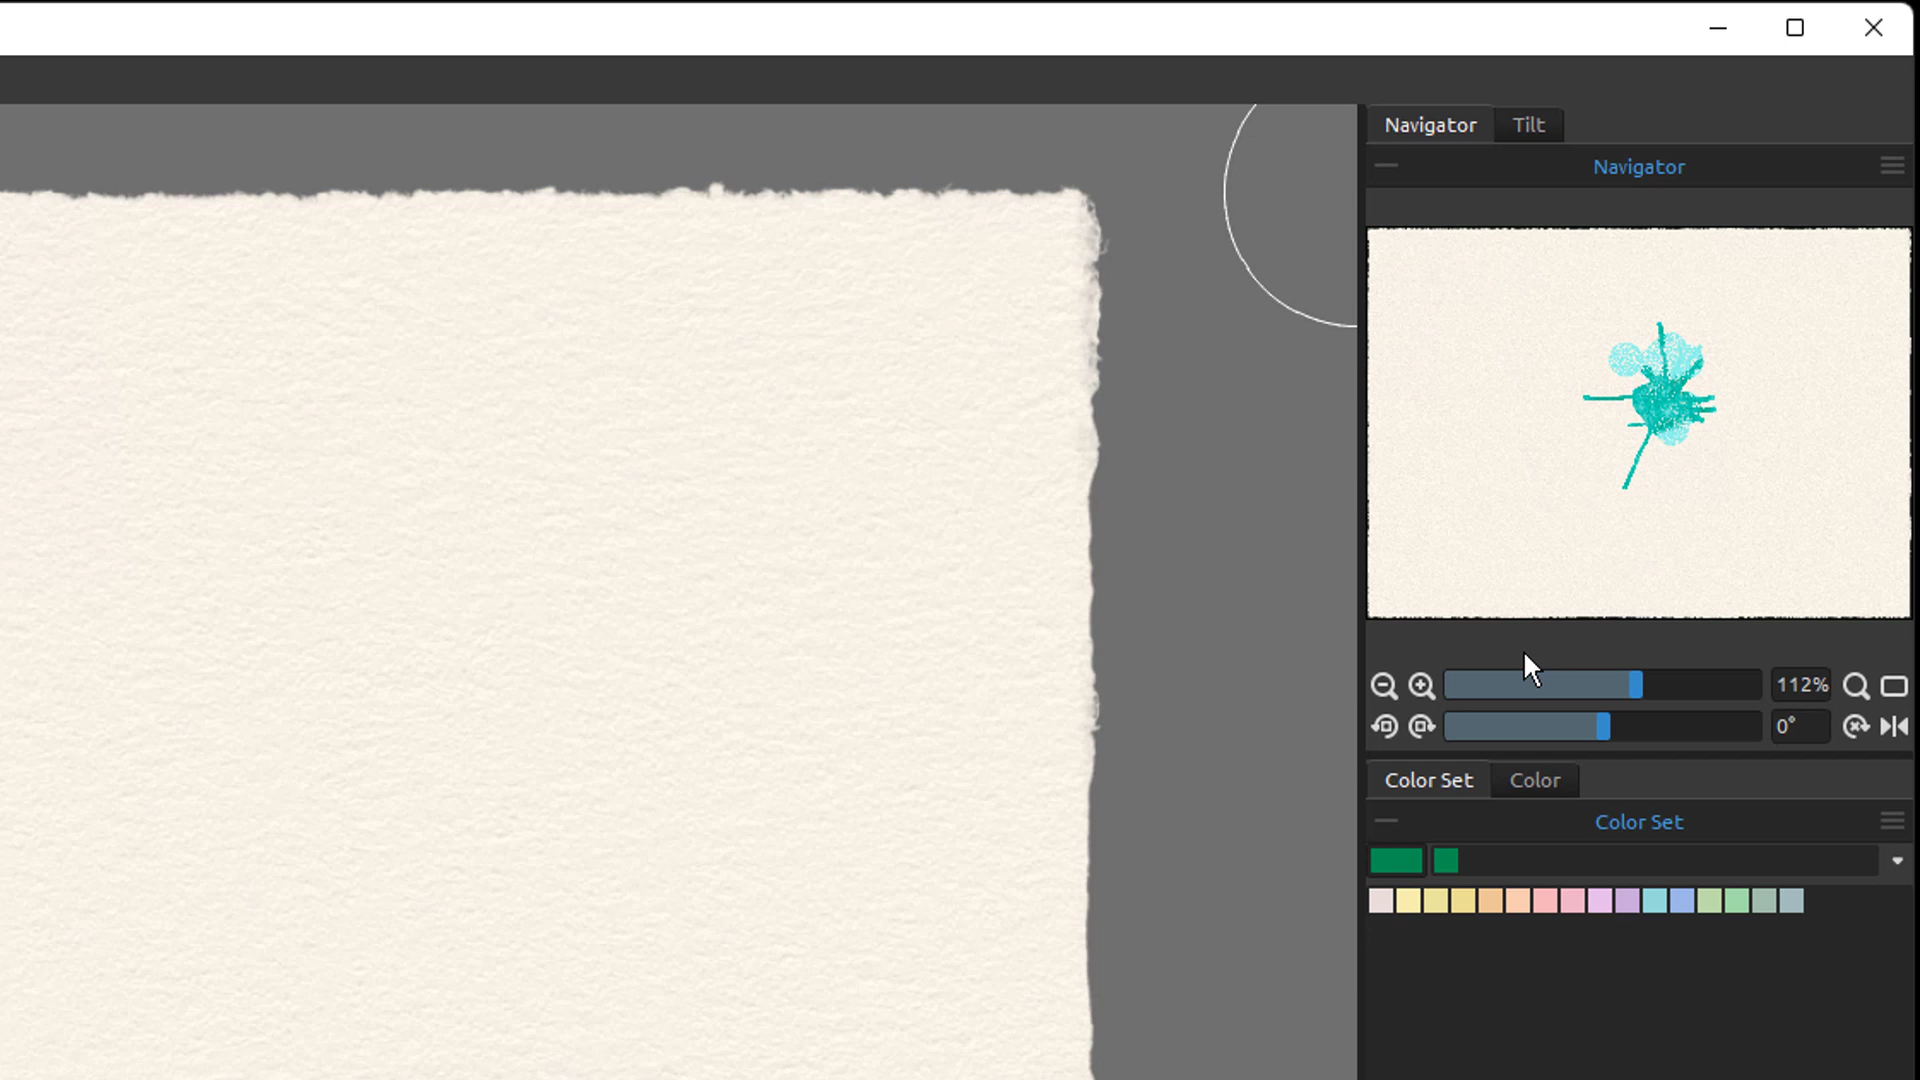 Navigator Tilt
Navigator
112%
0°
Color Set Color
Color Set